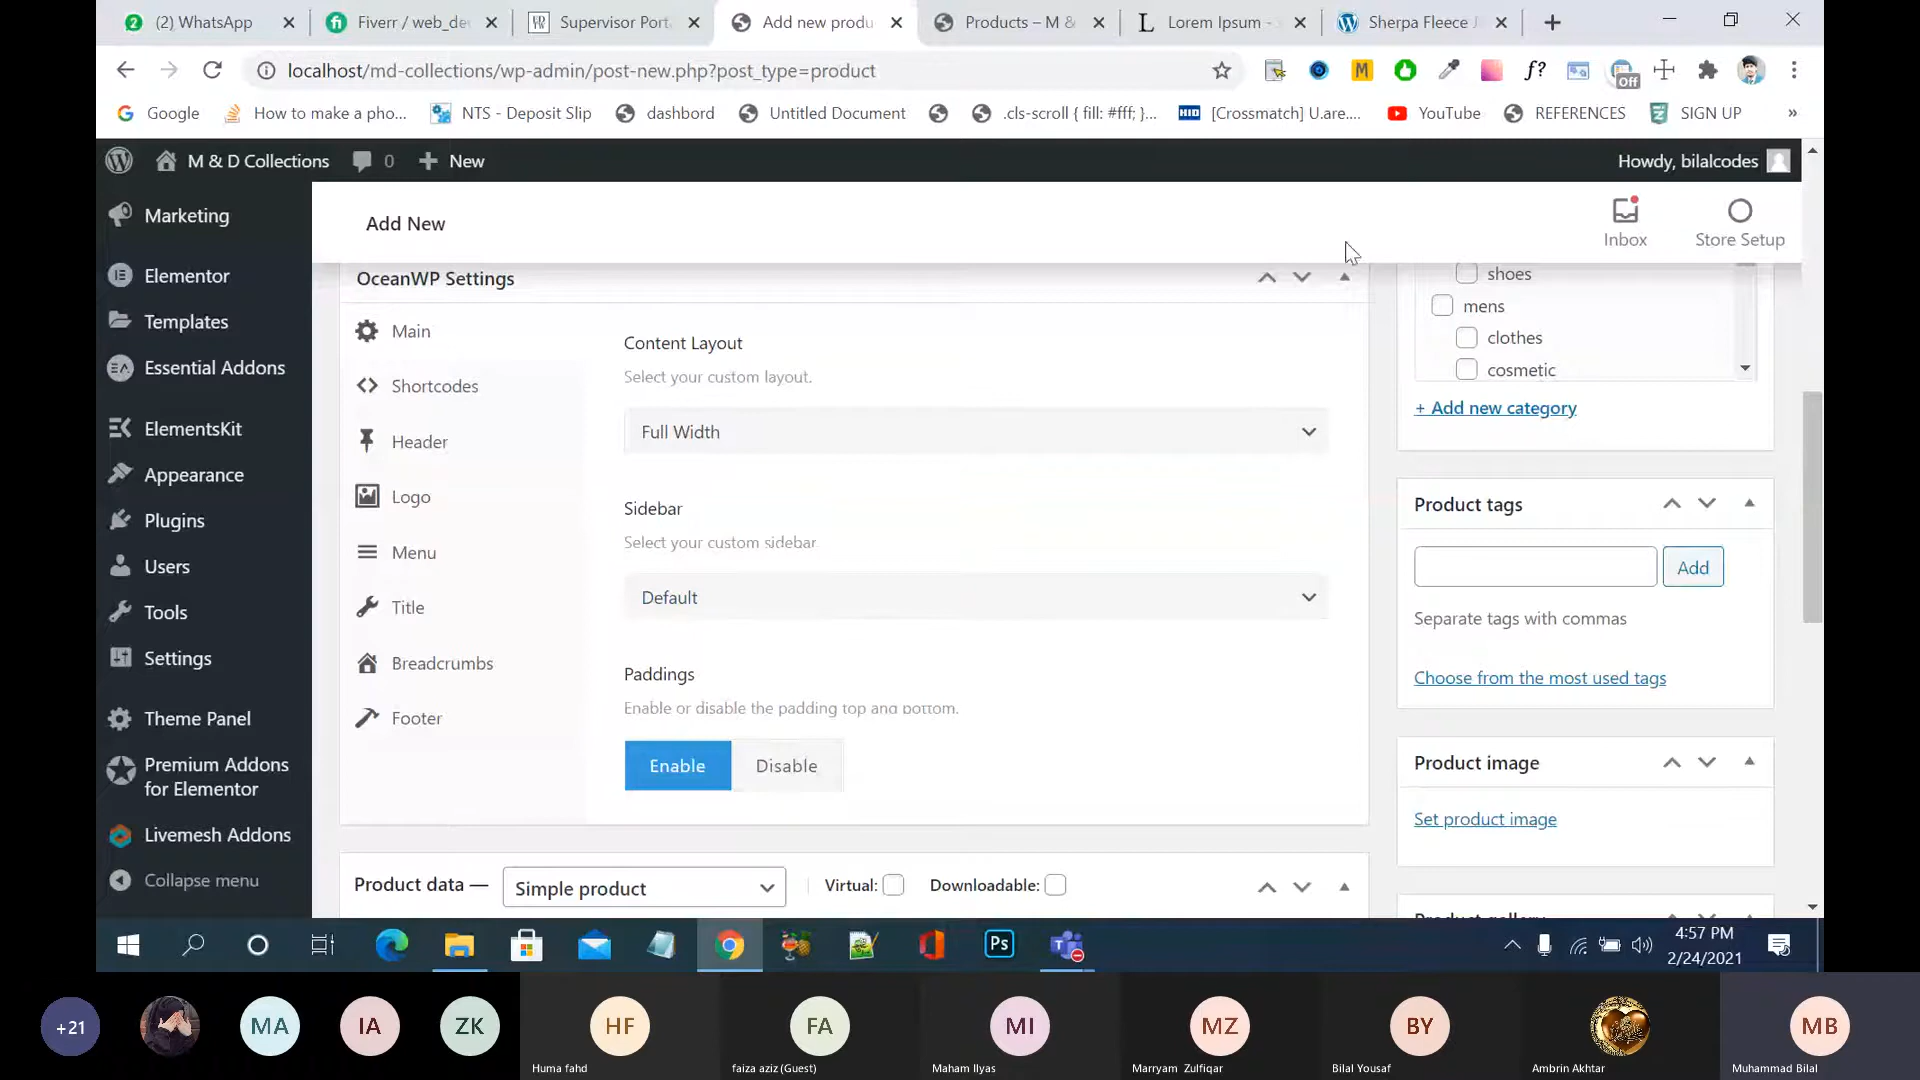 (2) WhatsApp
Fiverr / web_de
Supervisor Port
Add new produ
Products – M &
Lorem Ipsum -
Sherpa Fleece J
localhost/md-collections/wp-admin/post-new.php?post_type=product
Off
Google
How to make a pho...
NTS - Deposit Slip
dashbord
Untitled Document
.cls-scroll { fill: #fff; }...
HID [Crossmatch] U.are....
YouTube
REFERENCES
SIGN UP
»
M & D Collections
0
New
Howdy, bilalcodes
Marketing
Elementor
Templates
Essential Addons
ElementsKit
Appearance
Plugins
Users
Tools
Settings
Theme Panel
Premium Addons
for Elementor
Livemesh Addons
Collapse menu
Add New
Inbox
Store Setup
OceanWP Settings
Main
Shortcodes
Header
Logo
Menu
Title
Breadcrumbs
Footer
Content Layout
Select your custom layout.
Full Width
Sidebar
Select your custom sidebar
Default
Paddings
Enable or disable the padding top and bottom.
Enable
Disable
Product data —
Simple product
Virtual:
Downloadable:
shoes
mens
clothes
cosmetic
+ Add new category
Product tags
Add
Separate tags with commas
Choose from the most used tags
Product image
Set product image
Product gallery
Ps
4:57 PM
2/24/2021
+21
MA
IA
ZK
HF
Huma fahd
FA
faiza aziz (Guest)
MI
Maham Ilyas
MZ
Marryam Zulfiqar
BY
Bilal Yousaf
Ambrin Akhtar
MB
Muhammad Bilal